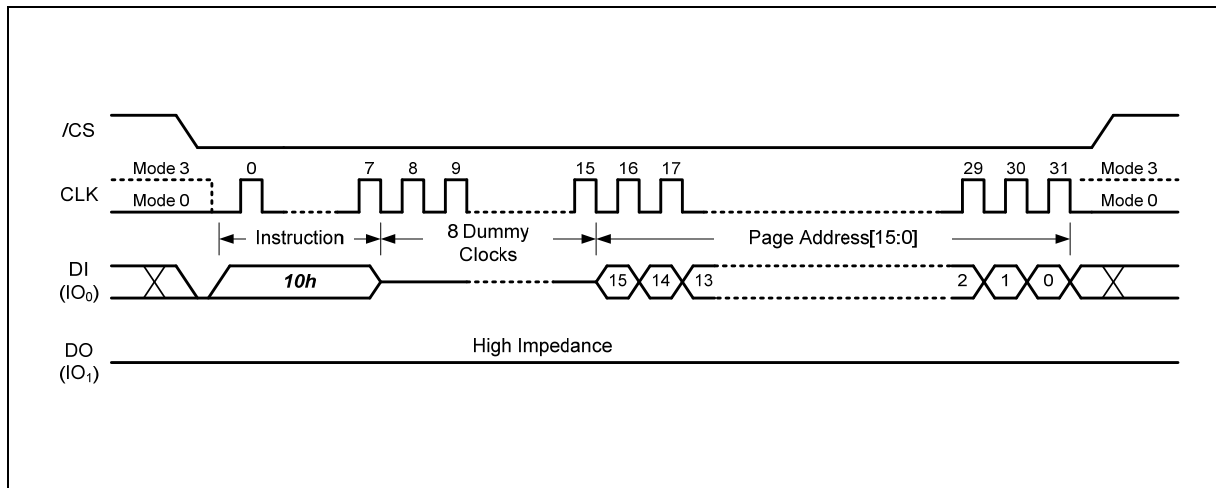 /CS
Mode 3 0 7 8 9 15 16 17 29 30 31 Mode 3
CLK
Mode 0 Mode 0
Instruction 8 Dummy Clocks Page Address[15:0]
DI
(IO0)
10h 15 14 13 2 1 0
High Impedance
DO
(IO1)